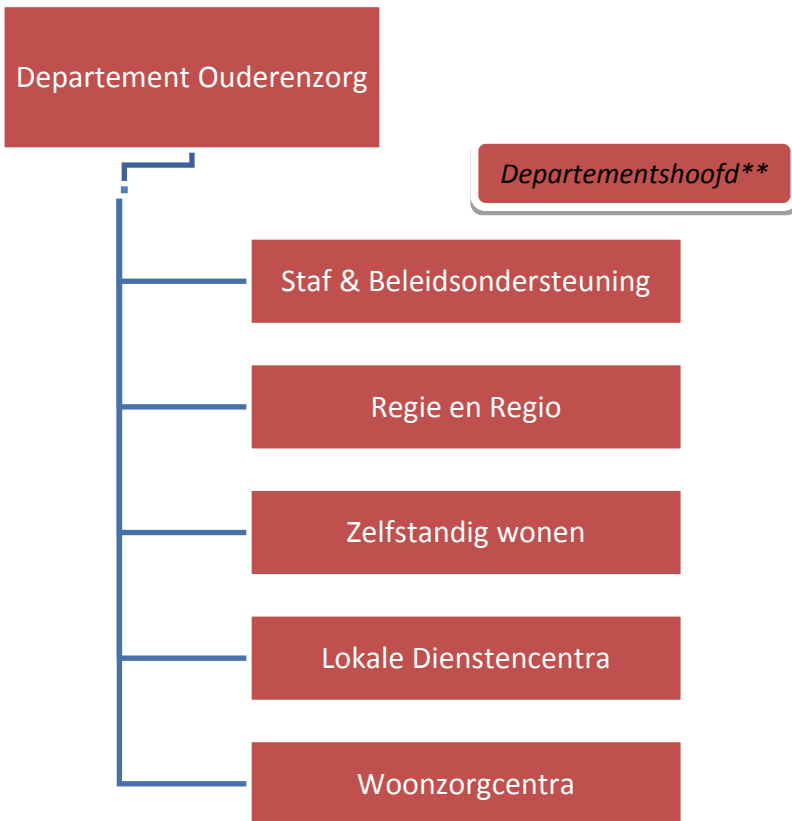 Departement Ouderenzorg
Departementshoofd**
Staf & Beleidsondersteuning
Regie en Regio
Zelfstandig wonen
Lokale Dienstencentra
Woonzorgcentra